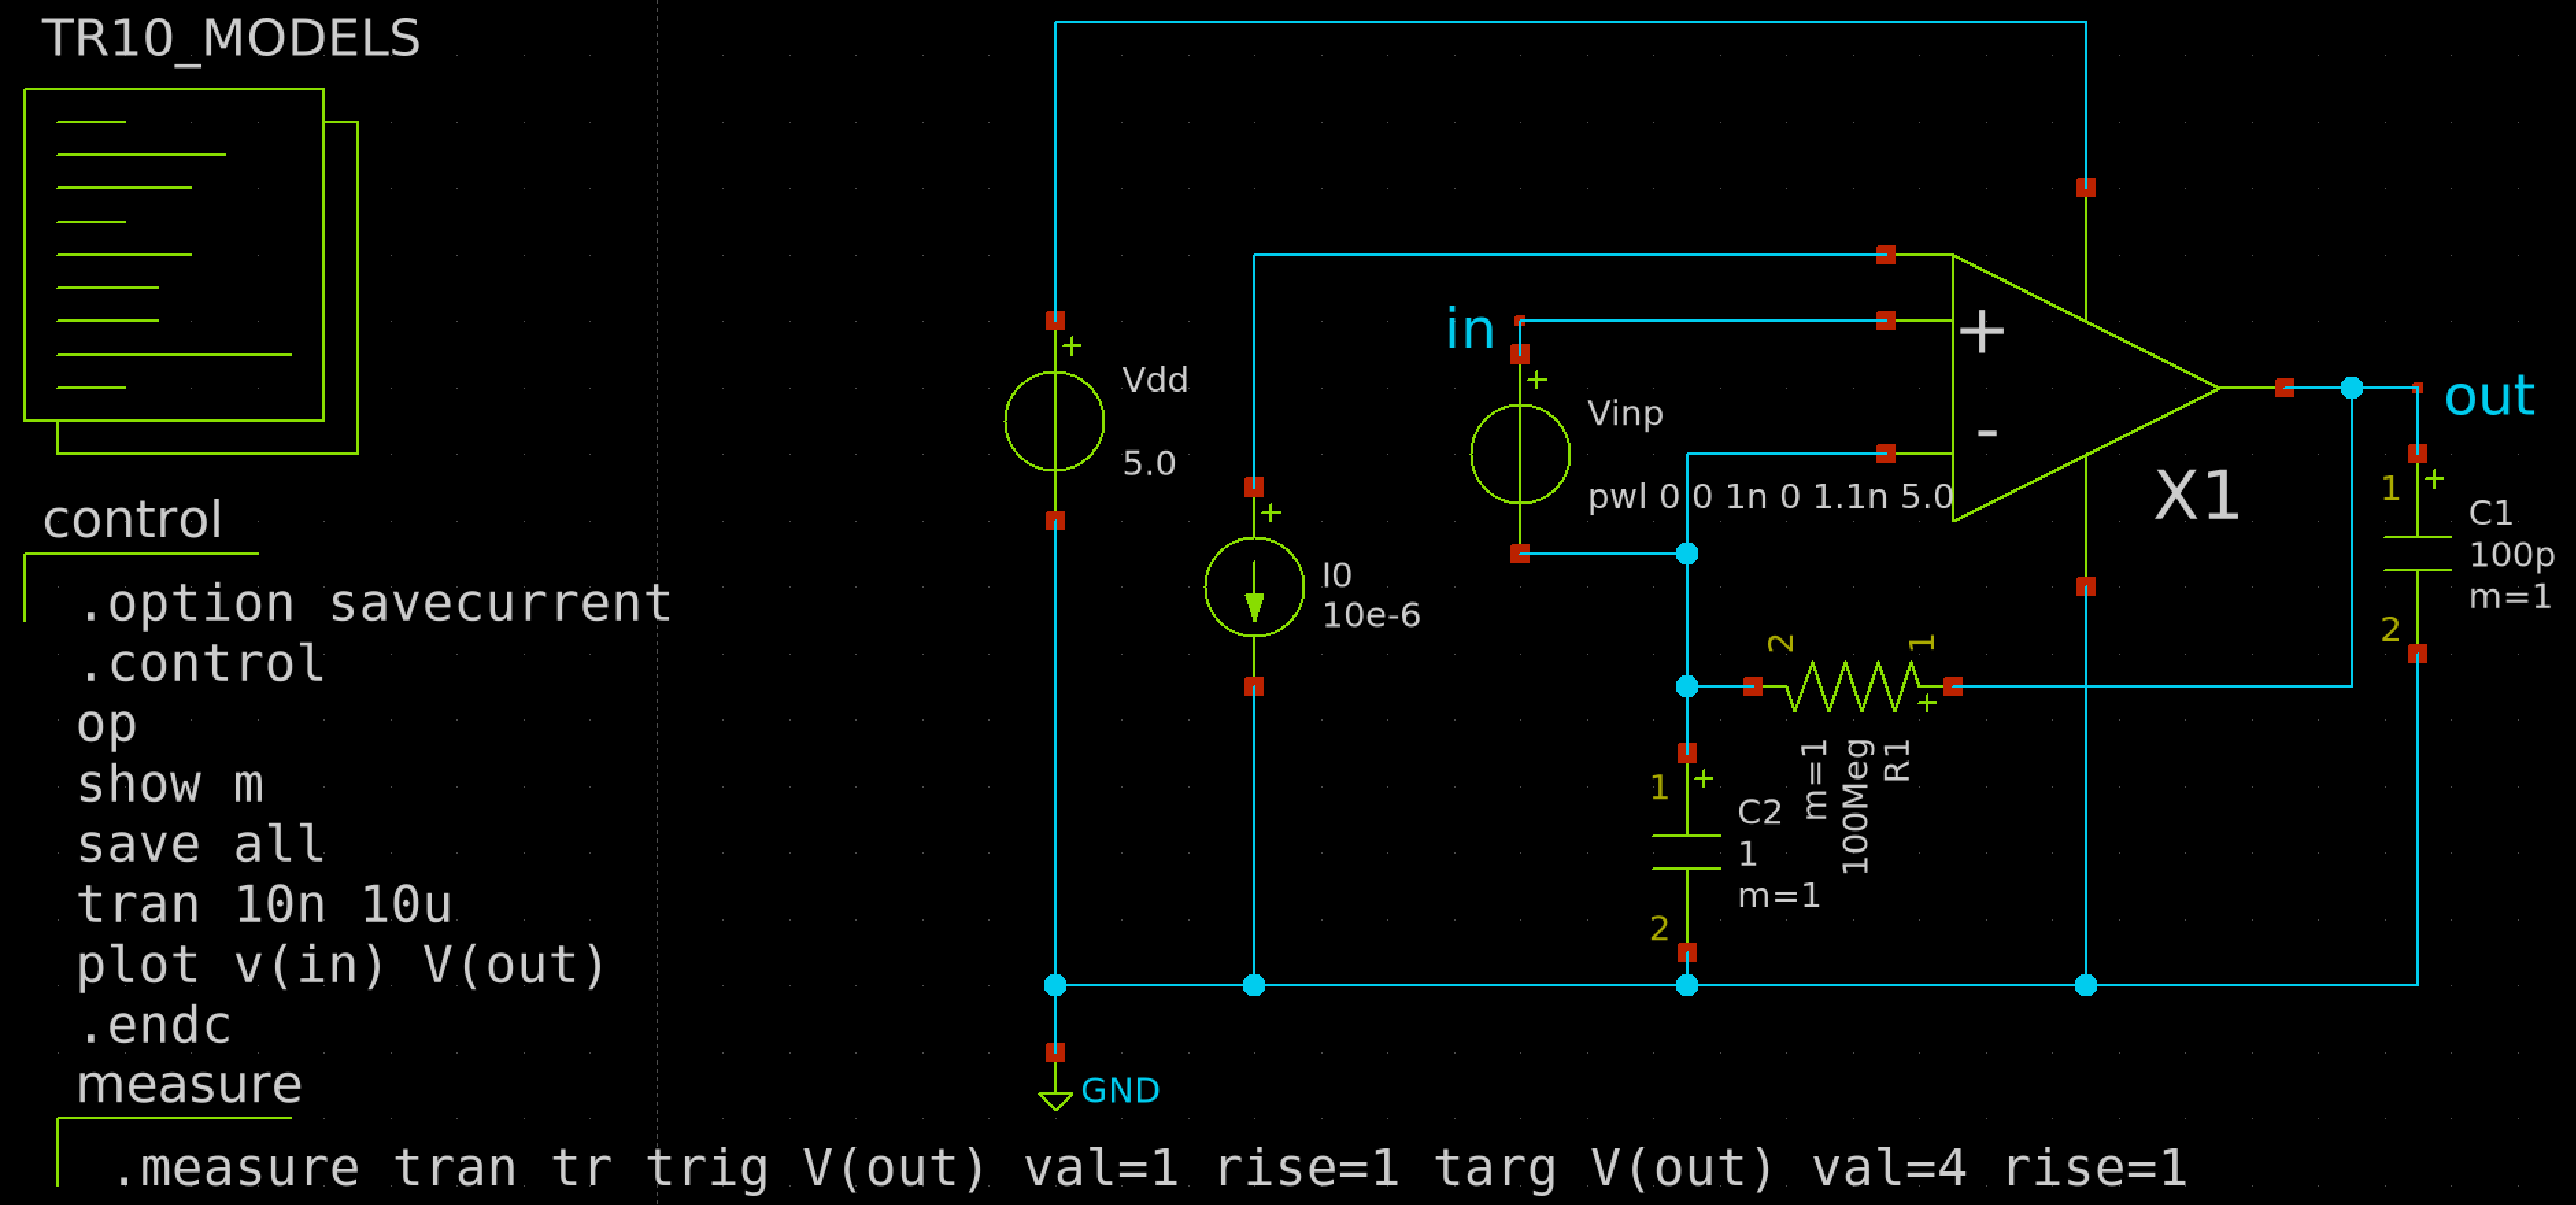 TR10_MODELS
control
.option savecurrent
.control
op
show m
save all
tran 10n 10u
plot v(in) V(out)
.endc
measure
.measure tran tr trig V(out) val=1 rise=1 targ V(out) val=4 rise=1
+
Vdd
5.0
GND
+
I0
10e-6
in
+
Vinp
pwl 0 0 1n 0 1.1n 5.0
+
-
X1
out
1
+
C1
100p
m=1
2
2
1
+
m=1
100Meg
R1
1
+
C2
1
m=1
2